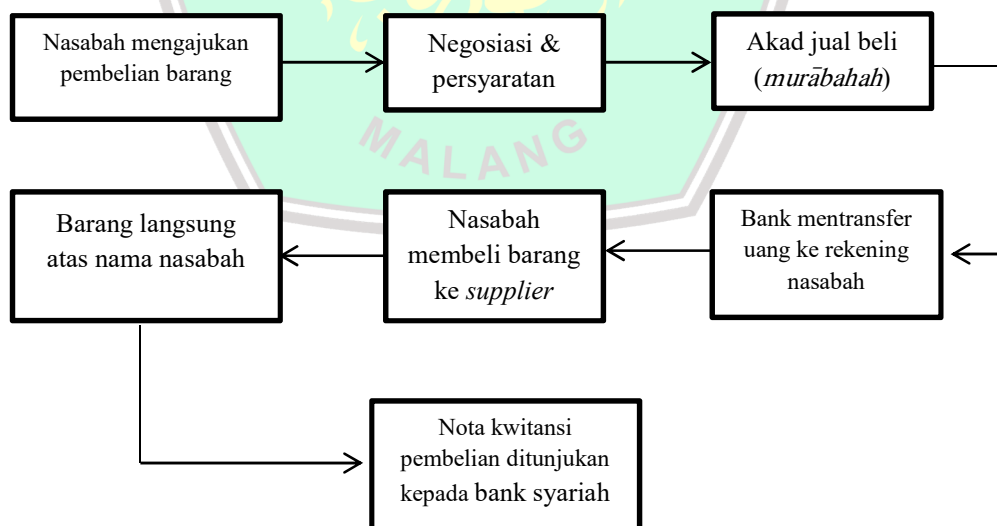 Nasabah mengajukan
pembelian barang
Negosiasi &
persyaratan
Akad jual beli
(murābahah)
MALANG
Bank mentransfer
uang ke rekening
nasabah
Nasabah
membeli barang
ke supplier
Barang langsung
atas nama nasabah
Nota kwitansi
pembelian ditunjukan
kepada bank syariah